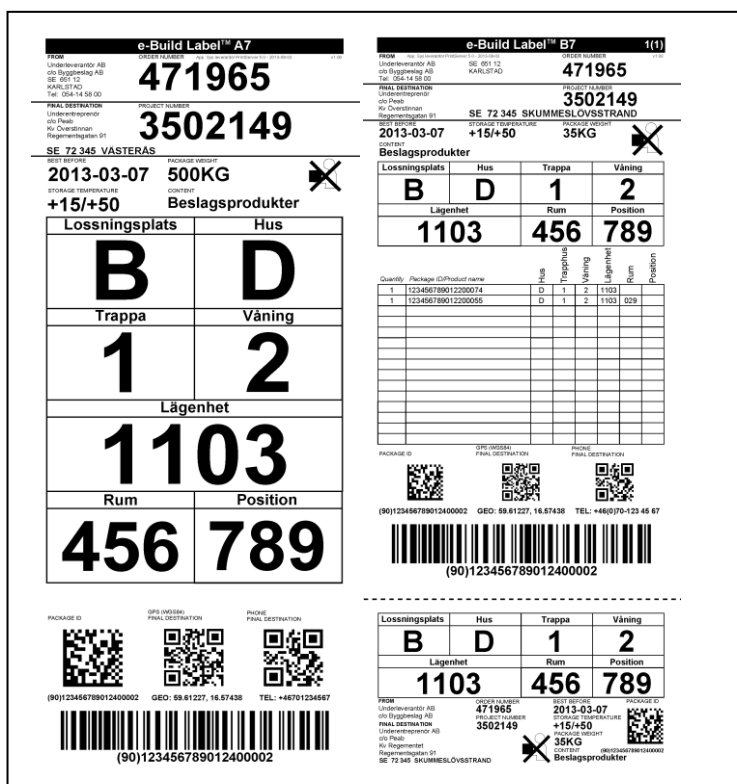 e-Build Label™ A7
FROM
ORDER NUMBER
App: Sys leverantör PrintServer 5.0 - 2013-09-02
v1.00
Underleverantör AB
c/o Byggbeslag AB
SE 651 12
KARLSTAD
Tel: 054-14 58 00
471965
FINAL DESTINATION
PROJECT NUMBER
Underentreprenör
c/o Peab
Kv Överstinnan
Regementsgatan 91
3502149
SE 72 345 VÄSTERÅS
BEST BEFORE
PACKAGE WEIGHT
2013-03-07 500KG
STORAGE TEMPERATURE
CONTENT
+15/+50 Beslagsprodukter
Lossningsplats Hus
B D
Trappa Våning
1 2
Lägenhet
1103
Rum Position
456 789
PACKAGE ID
GPS (WGS84)
FINAL DESTINATION
PHONE
FINAL DESTINATION
(90)123456789012400002 GEO: 59.61227, 16.57438 TEL: +46701234567
(90)123456789012400002
e-Build Label™ B7 1(1)
FROM
ORDER NUMBER
Underleverantör AB
c/o Byggbeslag AB
Tel: 054-14 58 00
SE 651 12
KARLSTAD
471965
FINAL DESTINATION
PROJECT NUMBER
Underentreprenör
c/o Peab
Kv Överstinnan
Regementsgatan 91
3502149
SE 72 345 SKUMMESLÖVSSTRAND
BEST BEFORE STORAGE TEMPERATURE PACKAGE WEIGHT
2013-03-07 +15/+50 35KG
CONTENT
Beslagsprodukter
Lossningsplats Hus Trappa Våning
B D 1 2
Lägenhet Rum Position
1103 456 789
Quantity Package ID/Product name Hus Trapphus Våning Lägenhet Rum Position
1 123456789012200074 D 1 2 1103
1 123456789012200055 D 1 2 1103 029
PACKAGE ID
GPS (WGS84)
FINAL DESTINATION
PHONE
FINAL DESTINATION
(90)123456789012400002 GEO: 59.61227, 16.57438 TEL: +46(0)70-123 45 67
(90)123456789012400002
Lossningsplats Hus Trappa Våning
B D 1 2
Lägenhet Rum Position
1103 456 789
FROM
Underleverantör AB
c/o Byggbeslag AB
FINAL DESTINATION
Underentreprenör AB
c/o Peab
Kv Regementet
Regementsgatan 91
SE 72 345 SKUMMESLÖVSSTRAND
ORDER NUMBER
471965
PROJECT NUMBER
3502149
BEST BEFORE
2013-03-07
STORAGE TEMPERATURE
+15/+50
PACKAGE WEIGHT
35KG
CONTENT
Beslagsprodukter
PACKAGE ID
(90)123456789012400002